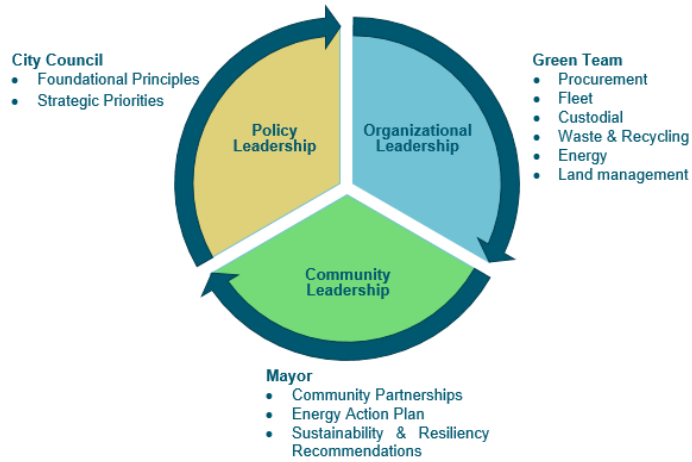 City Council
• Foundational Principles
• Strategic Priorities
Policy
Leadership
Organizational
Leadership
Green Team
• Procurement
• Fleet
• Custodial
• Waste & Recycling
• Energy
• Land management
Community
Leadership
Mayor
• Community Partnerships
• Energy Action Plan
• Sustainability & Resiliency
Recommendations